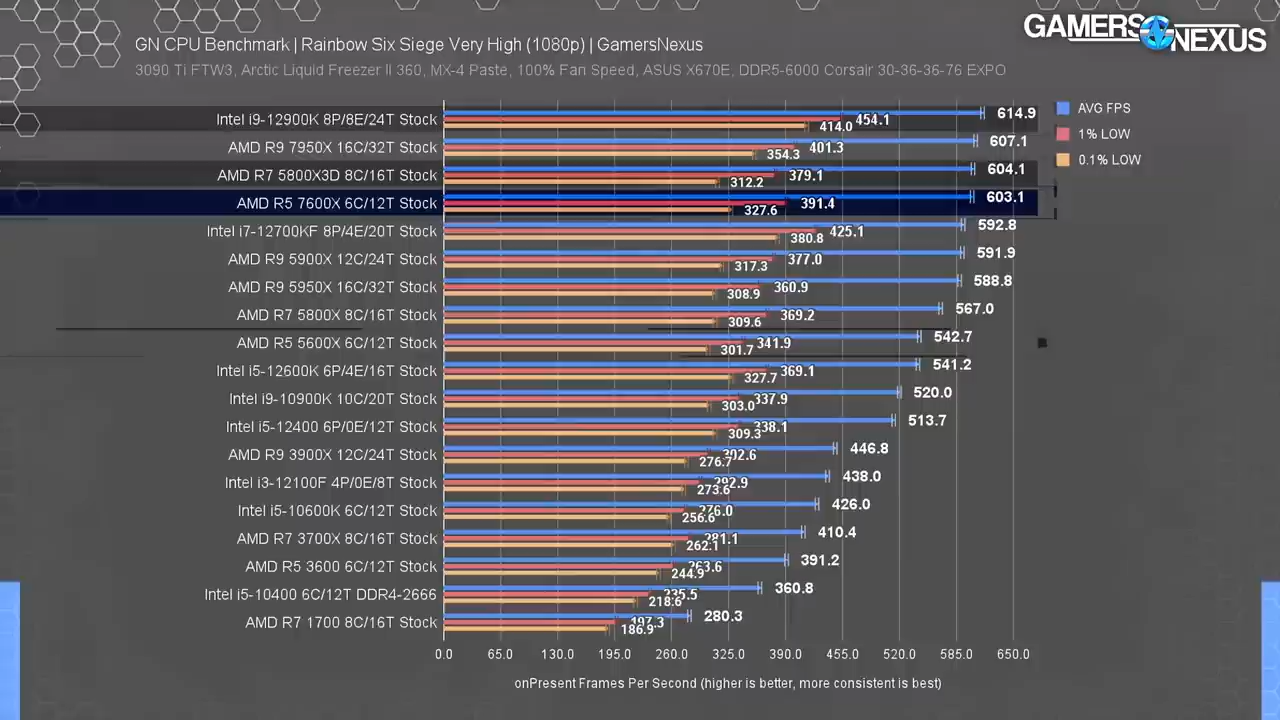 GAMERS NEXUS
GN CPU Benchmark | Rainbow Six Siege Very High (1080p) | GamersNexus
3090 Ti FTW3, Arctic Liquid Freezer II 360, MX-4 Paste, 100% Fan Speed, ASUS X670E, DDR5-6000 Corsair 30-36-36-76 EXPO
AVG FPS
1% LOW
0.1% LOW
Intel i9-12900K 8P/8E/24T Stock 614.9 454.1 414.0
AMD R9 7950X 16C/32T Stock 607.1 401.3 354.3
AMD R7 5800X3D 8C/16T Stock 604.1 379.1 312.2
AMD R5 7600X 6C/12T Stock 603.1 391.4 327.6
Intel i7-12700KF 8P/4E/20T Stock 592.8 425.1 380.8
AMD R9 5900X 12C/24T Stock 591.9 377.0 317.3
AMD R9 5950X 16C/32T Stock 588.8 360.9 308.9
AMD R7 5800X 8C/16T Stock 567.0 369.2 309.6
AMD R5 5600X 6C/12T Stock 542.7 341.9 301.7
Intel i5-12600K 6P/4E/16T Stock 541.2 369.1 327.7
Intel i9-10900K 10C/20T Stock 520.0 337.9 303.0
Intel i5-12400 6P/0E/12T Stock 513.7 338.1 309.3
AMD R9 3900X 12C/24T Stock 446.8 302.6 276.7
Intel i3-12100F 4P/0E/8T Stock 438.0 292.9 273.6
Intel i5-10600K 6C/12T Stock 426.0 276.0 256.6
AMD R7 3700X 8C/16T Stock 410.4 281.1 262.1
AMD R5 3600 6C/12T Stock 391.2 263.6 244.9
Intel i5-10400 6C/12T DDR4-2666 360.8 235.5 218.6
AMD R7 1700 8C/16T Stock 280.3 197.3 186.9
0.0 65.0 130.0 195.0 260.0 325.0 390.0 455.0 520.0 585.0 650.0
onPresent Frames Per Second (higher is better, more consistent is best)